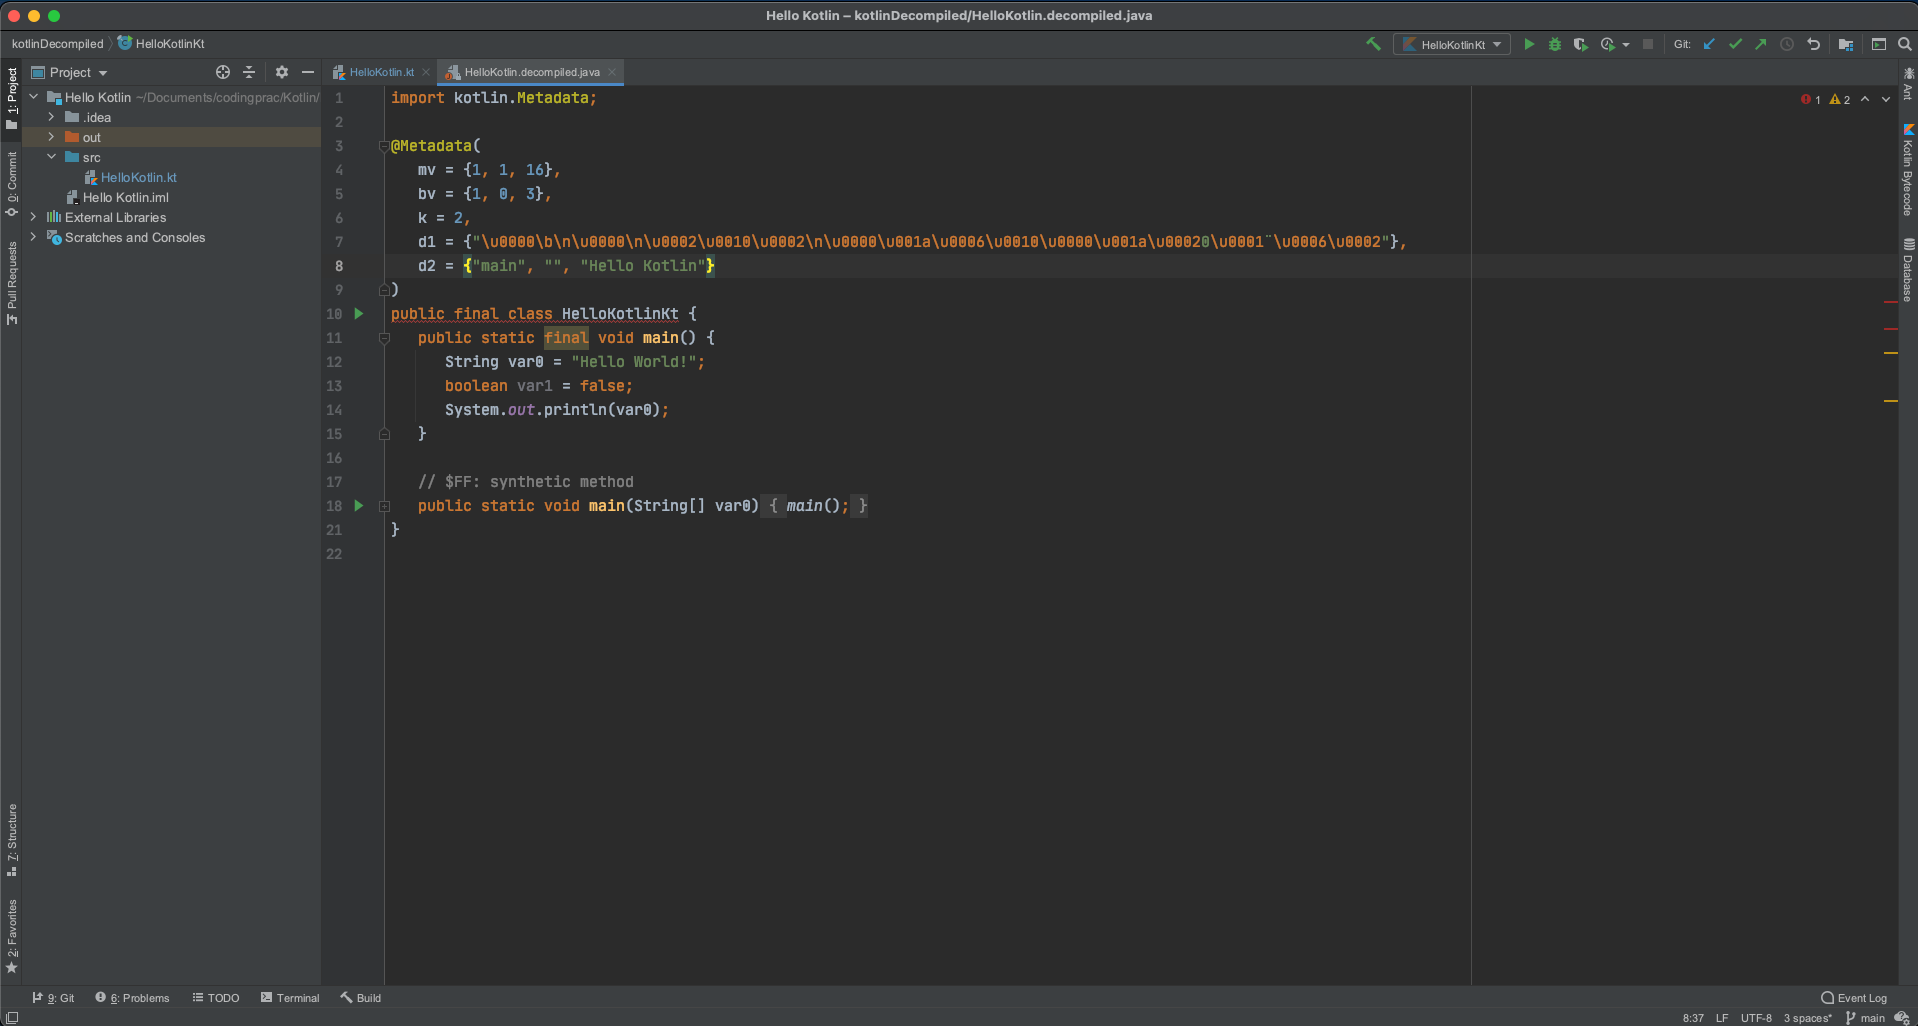 Hello Kotlin – kotlinDecompiled/HelloKotlin.decompiled.java
kotlinDecompiled HelloKotlinKt
HelloKotlinKt Git:
Project
HelloKotlin.kt HelloKotlin.decompiled.java
1: Project
0: Commit
Pull Requests
7: Structure
2: Favorites
Hello Kotlin ~/Documents/codingprac/Kotlin/
.idea
out
src
HelloKotlin.kt
Hello Kotlin.iml
External Libraries
Scratches and Consoles
1 import kotlin.Metadata;
2
3 @Metadata(
4 mv = {1, 1, 16},
5 bv = {1, 0, 3},
6 k = 2,
7 d1 = {"\u0000\b\n\u0000\n\u0002\u0010\u0002\n\u0000\u001a\u0006\u0010\u0000\u001a\u00020\u0001¨\u0006\u0002"},
8 d2 = {"main", "", "Hello Kotlin"}
9 )
10 public final class HelloKotlinKt {
11 public static final void main() {
12 String var0 = "Hello World!";
13 boolean var1 = false;
14 System.out.println(var0);
15 }
16
17 // $FF: synthetic method
18 public static void main(String[] var0) { main(); }
21 }
22
1 2
Ant
Kotlin Bytecode
Database
9: Git 6: Problems TODO Terminal Build Event Log
8:37 LF UTF-8 3 spaces* main